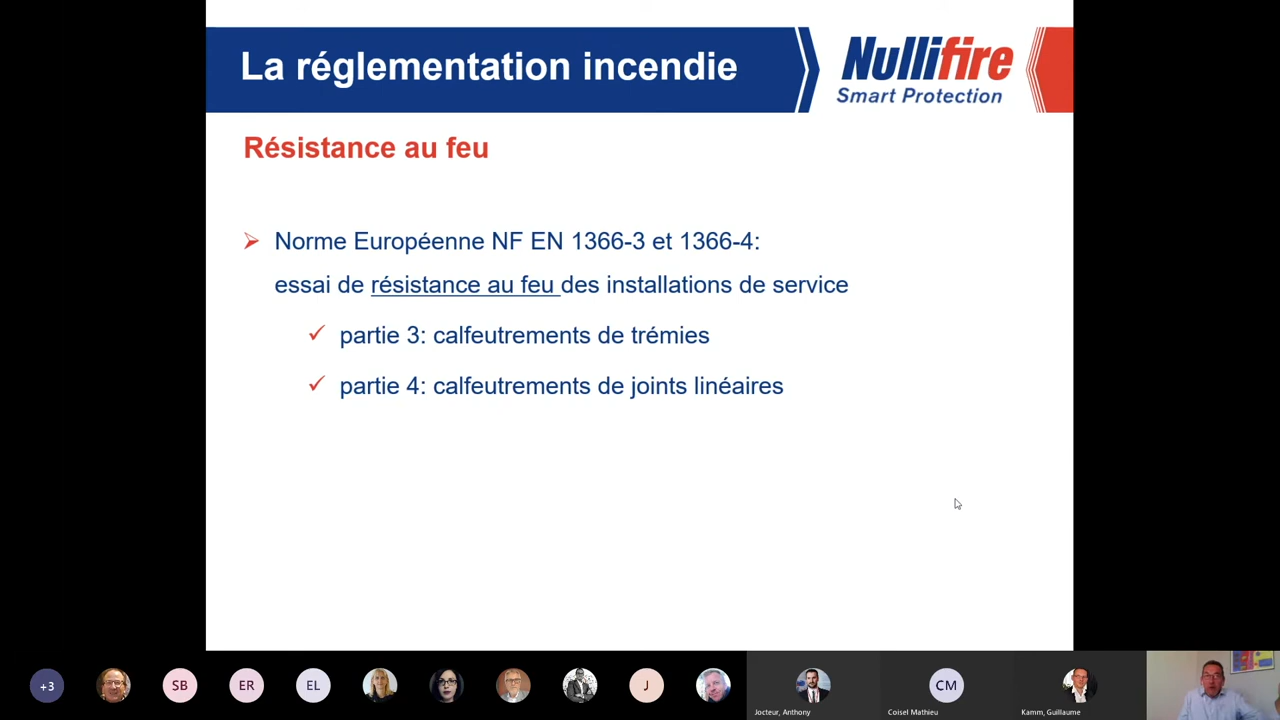 La réglementation incendie
Nullifire
Smart Protection
Résistance au feu
Norme Européenne NF EN 1366-3 et 1366-4:
essai de résistance au feu des installations de service
partie 3: calfeutrements de trémies
partie 4: calfeutrements de joints linéaires
+3
SB
ER
EL
J
CM
Jocteur, Anthony
Coisel Mathieu
Kamm, Guillaume